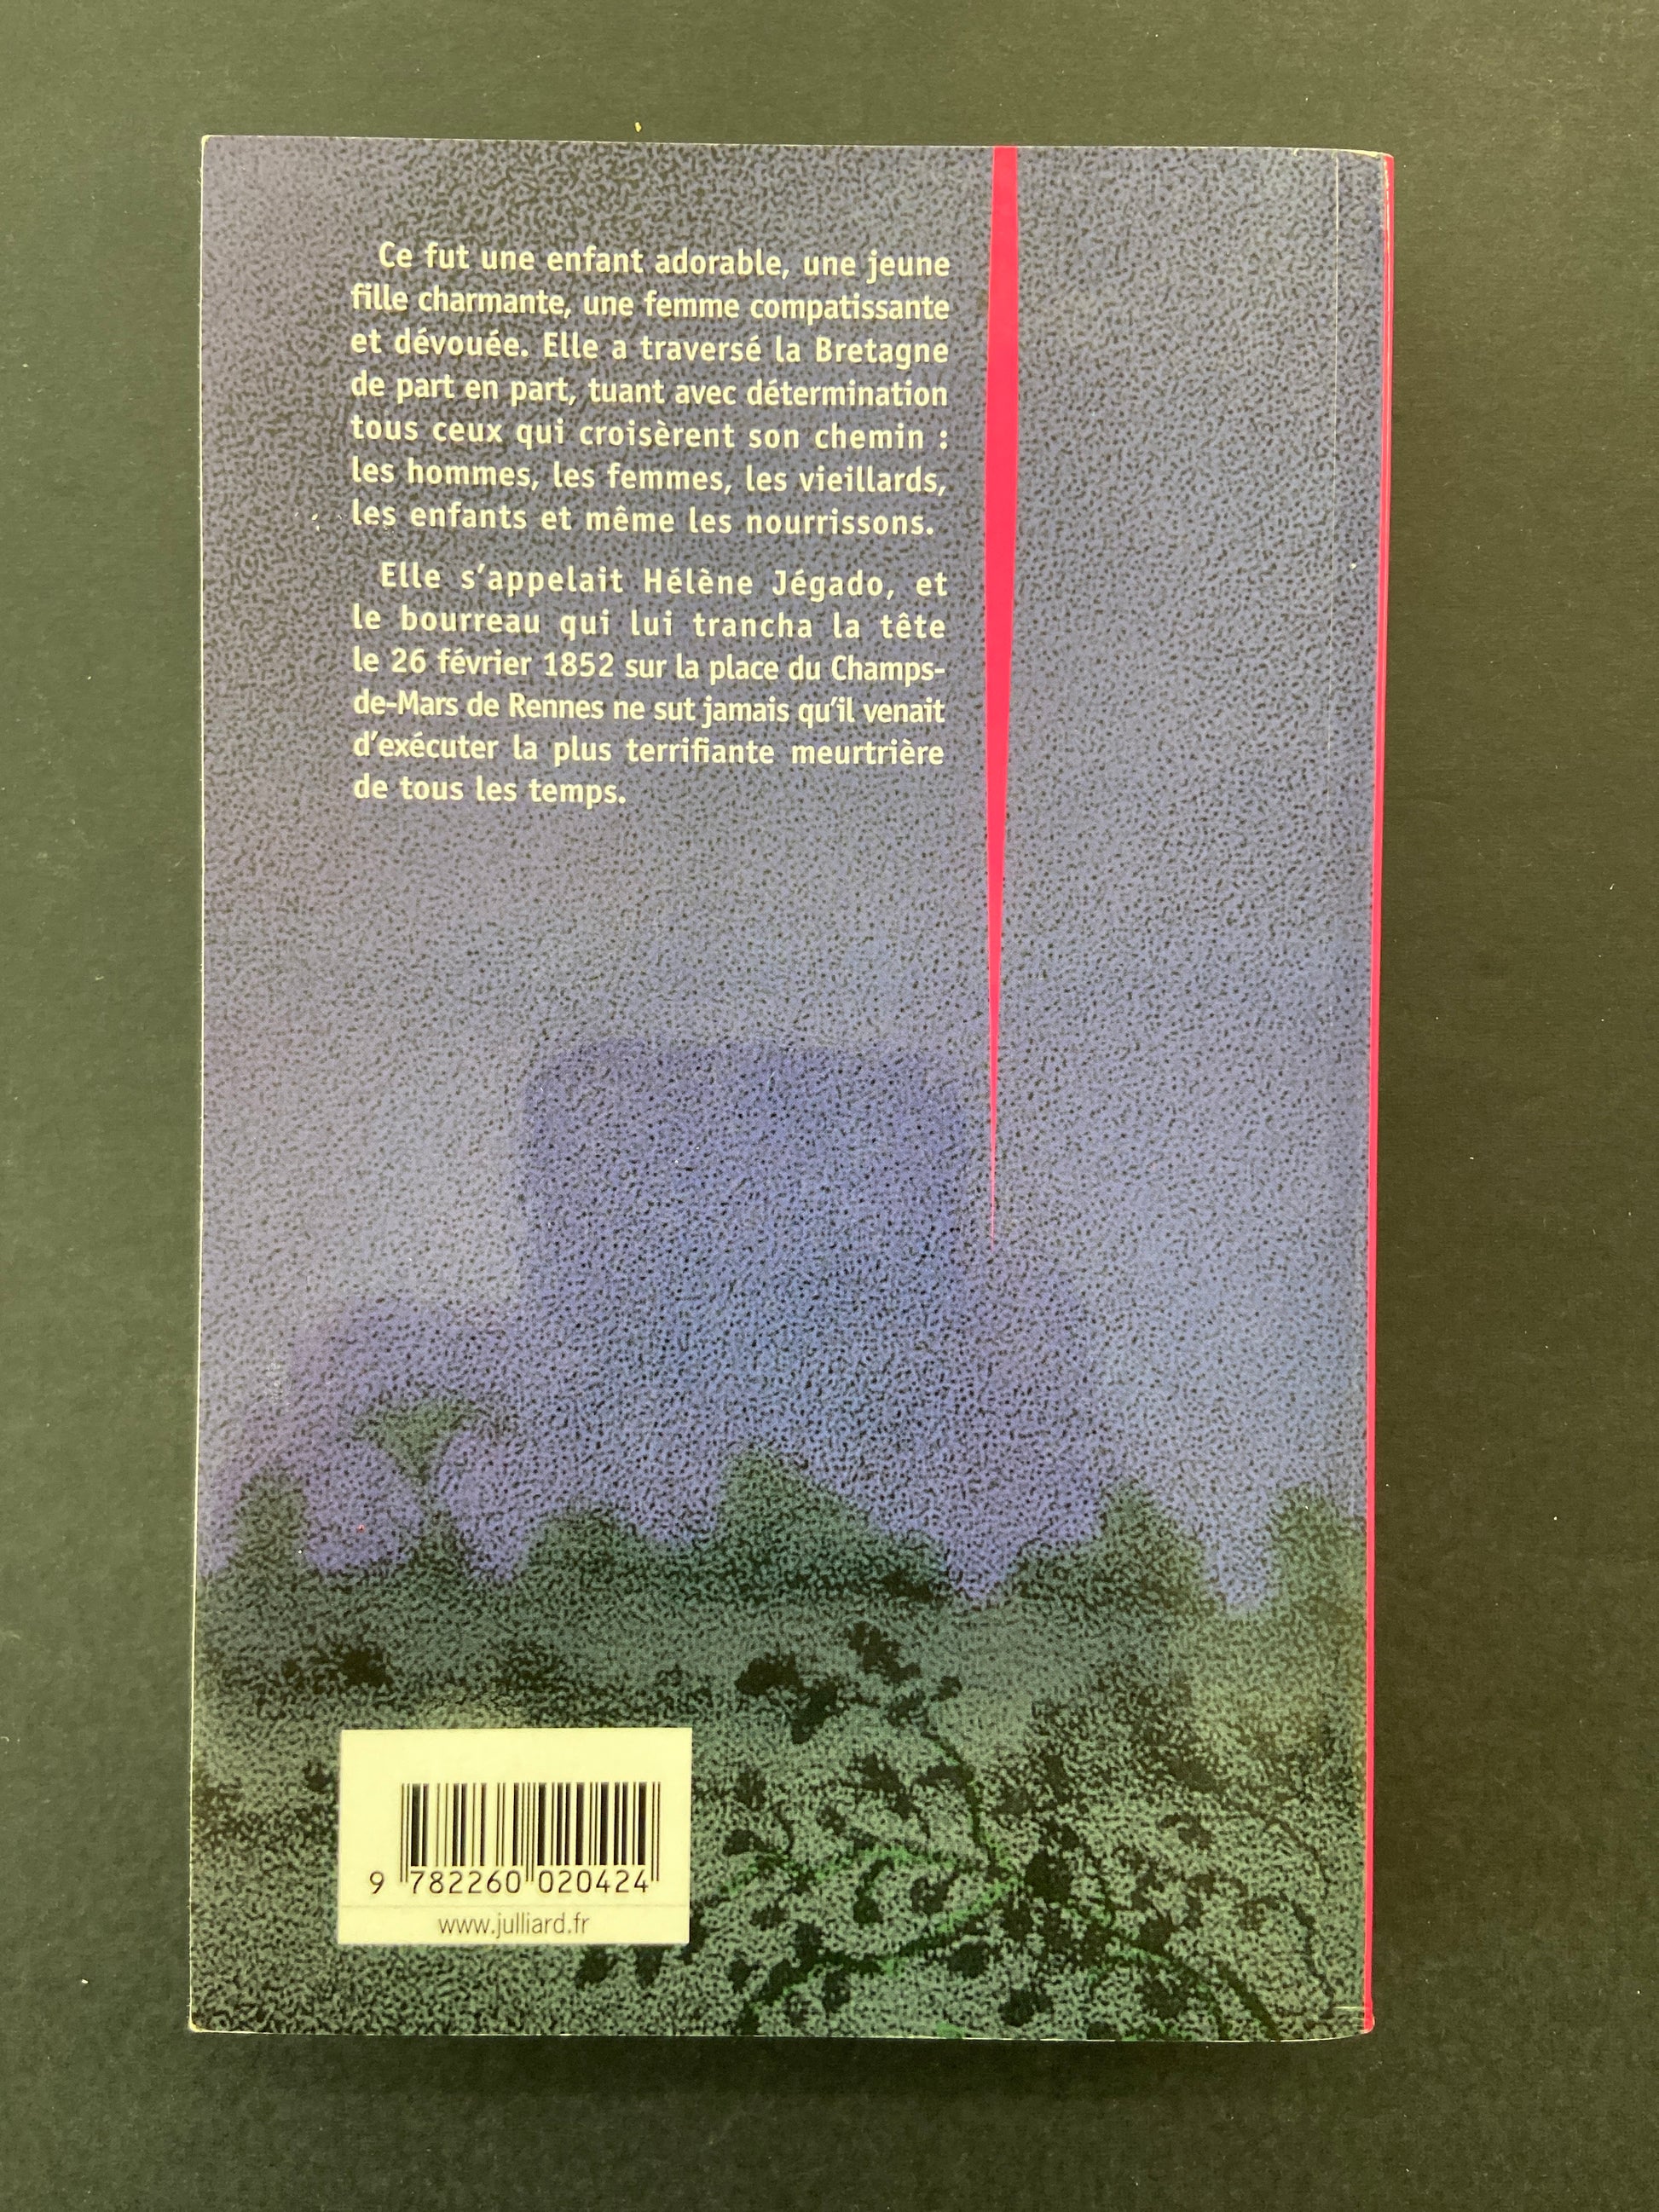 Ce fut une enfant adorable, une jeune
fille charmante, une femme compatissante
et dévouée. Elle a traversé la Bretagne
de part en part, tuant avec détermination
tous ceux qui croisèrent son chemin :
les hommes, les femmes, les vieillards,
les enfants et même les nourrissons.
Elle s'appelait Hélène Jégado, et
le bourreau qui lui trancha la tête
le 26 février 1852 sur la place du Champs-
de-Mars de Rennes ne sut jamais qu'il venait
d'exécuter la plus terrifiante meurtrière
de tous les temps.
9 782260 020424
www.julliard.fr